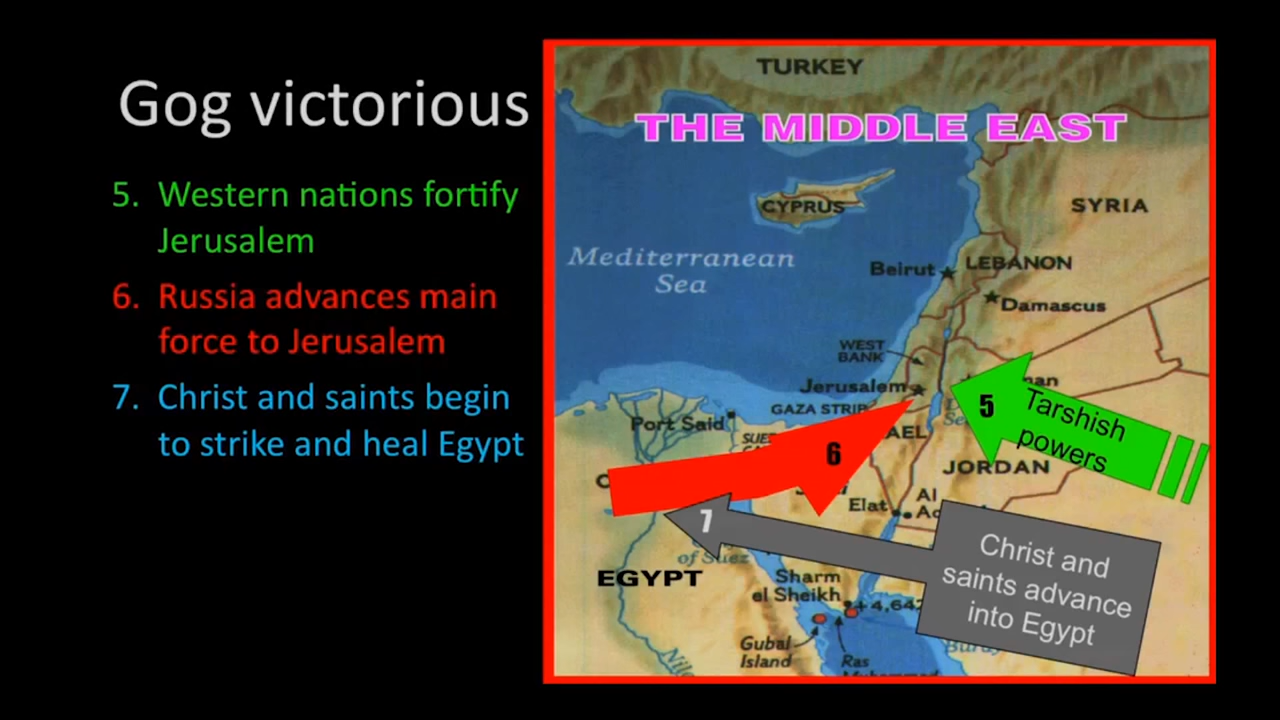 Gog victorious
5. Western nations fortify
Jerusalem
6. Russia advances main
force to Jerusalem
7. Christ and saints begin
to strike and heal Egypt
TURKEY
THE MIDDLE EAST
CYPRUS
SYRIA
Mediterranean
Sea
Beirut
LEBANON
Damascus
WEST
BANK
Jerusalem
5
Tarshish
powers
GAZA STRIP
Port Said
6
JORDAN
Elat
Al
7
of Suez
Christ and
saints advance
into Egypt
EGYPT
Sharm
el Sheikh
Gubal
Island
Ras